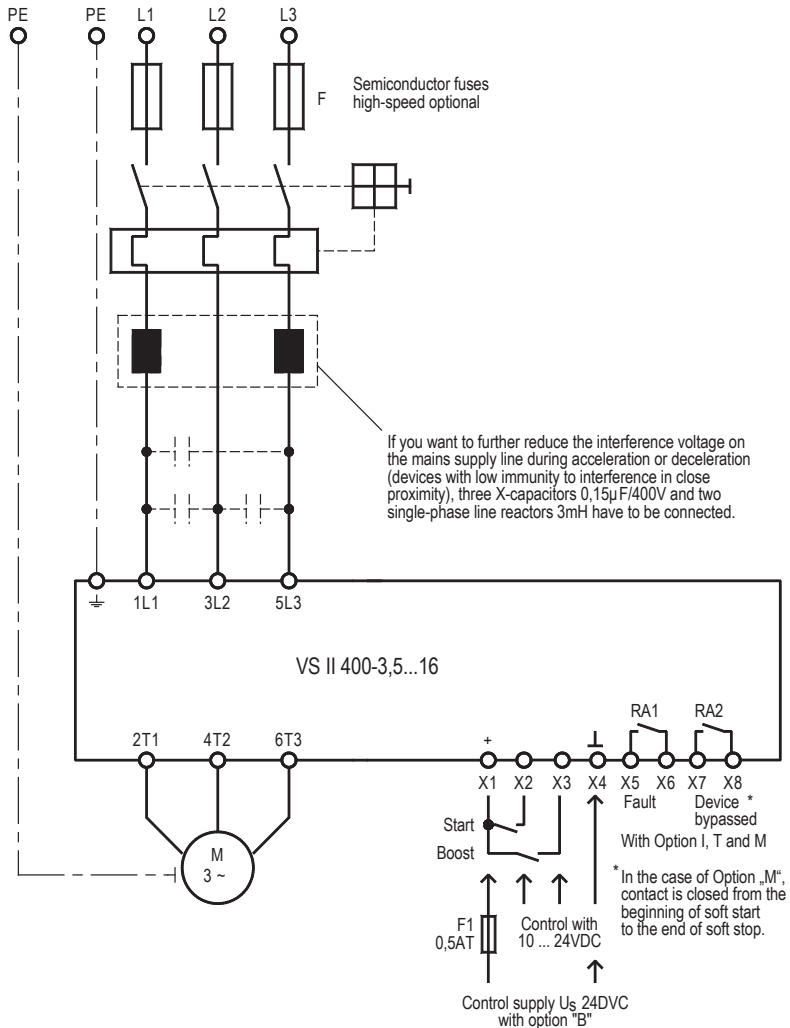 PE PE L1 L2 L3
F
Semiconductor fuses
high-speed optional
If you want to further reduce the interference voltage on
the mains supply line during acceleration or deceleration
(devices with low immunity to interference in close
proximity), three X-capacitors 0,15µF/400V and two
single-phase line reactors 3mH have to be connected.
1L1 3L2 5L3
VS II 400-3,5...16
2T1 4T2 6T3
+
RA1 RA2
X1 X2 X3 X4 X5 X6 X7 X8
Fault
Device *
bypassed
With Option I, T and M
Start
Boost
M
3 ~
* In the case of Option „M“,
contact is closed from the
beginning of soft start
to the end of soft stop.
F1
0,5AT
Control with
10 ... 24VDC
Control supply Us 24DVC
with option "B"